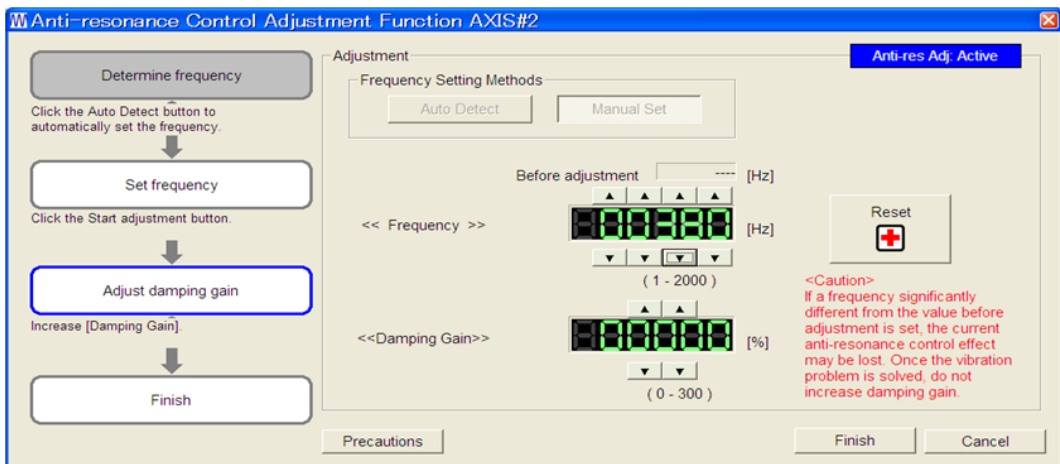 Anti-resonance Control Adjustment Function AXIS#2
Determine frequency
Click the Auto Detect button to
automatically set the frequency.
Set frequency
Click the Start adjustment button.
Adjust damping gain
Increase [Damping Gain].
Finish
Adjustment
Anti-res Adj: Active
Frequency Setting Methods
Auto Detect
Manual Set
Before adjustment ---- [Hz]
<< Frequency >>
[Hz]
( 1 - 2000 )
<<Damping Gain>>
[%]
( 0 - 300 )
Reset
<Caution>
If a frequency significantly
different from the value before
adjustment is set, the current
anti-resonance control effect
may be lost. Once the vibration
problem is solved, do not
increase damping gain.
Precautions
Finish
Cancel